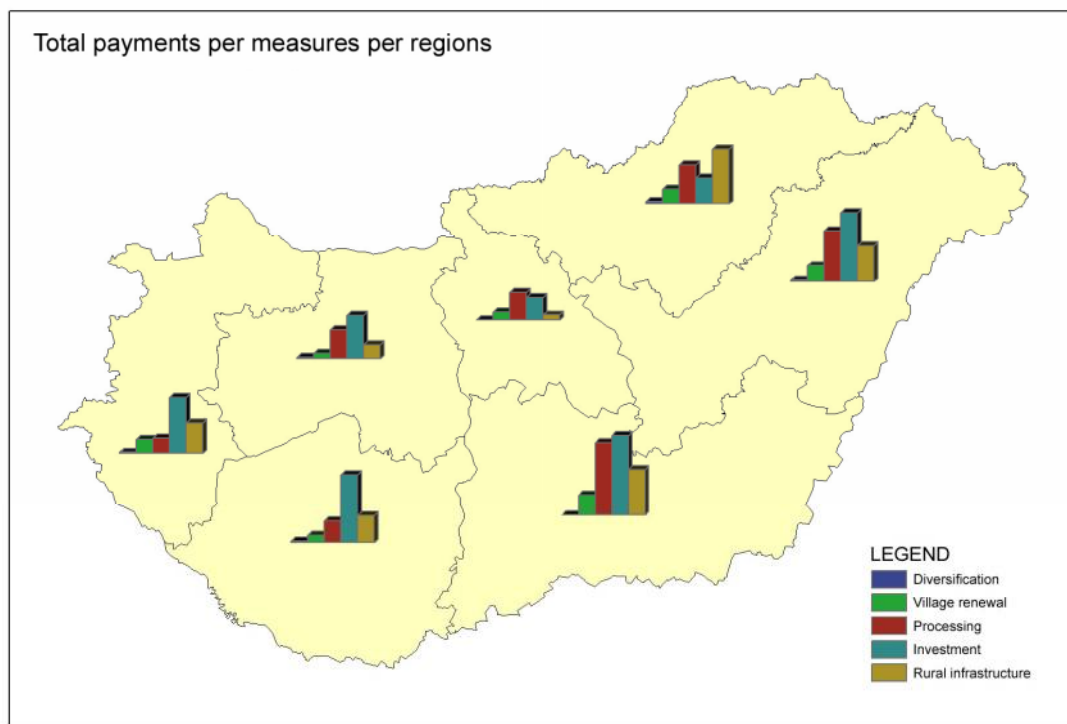 Total payments per measures per regions
LEGEND
Diversification
Village renewal
Processing
Investment
Rural infrastructure